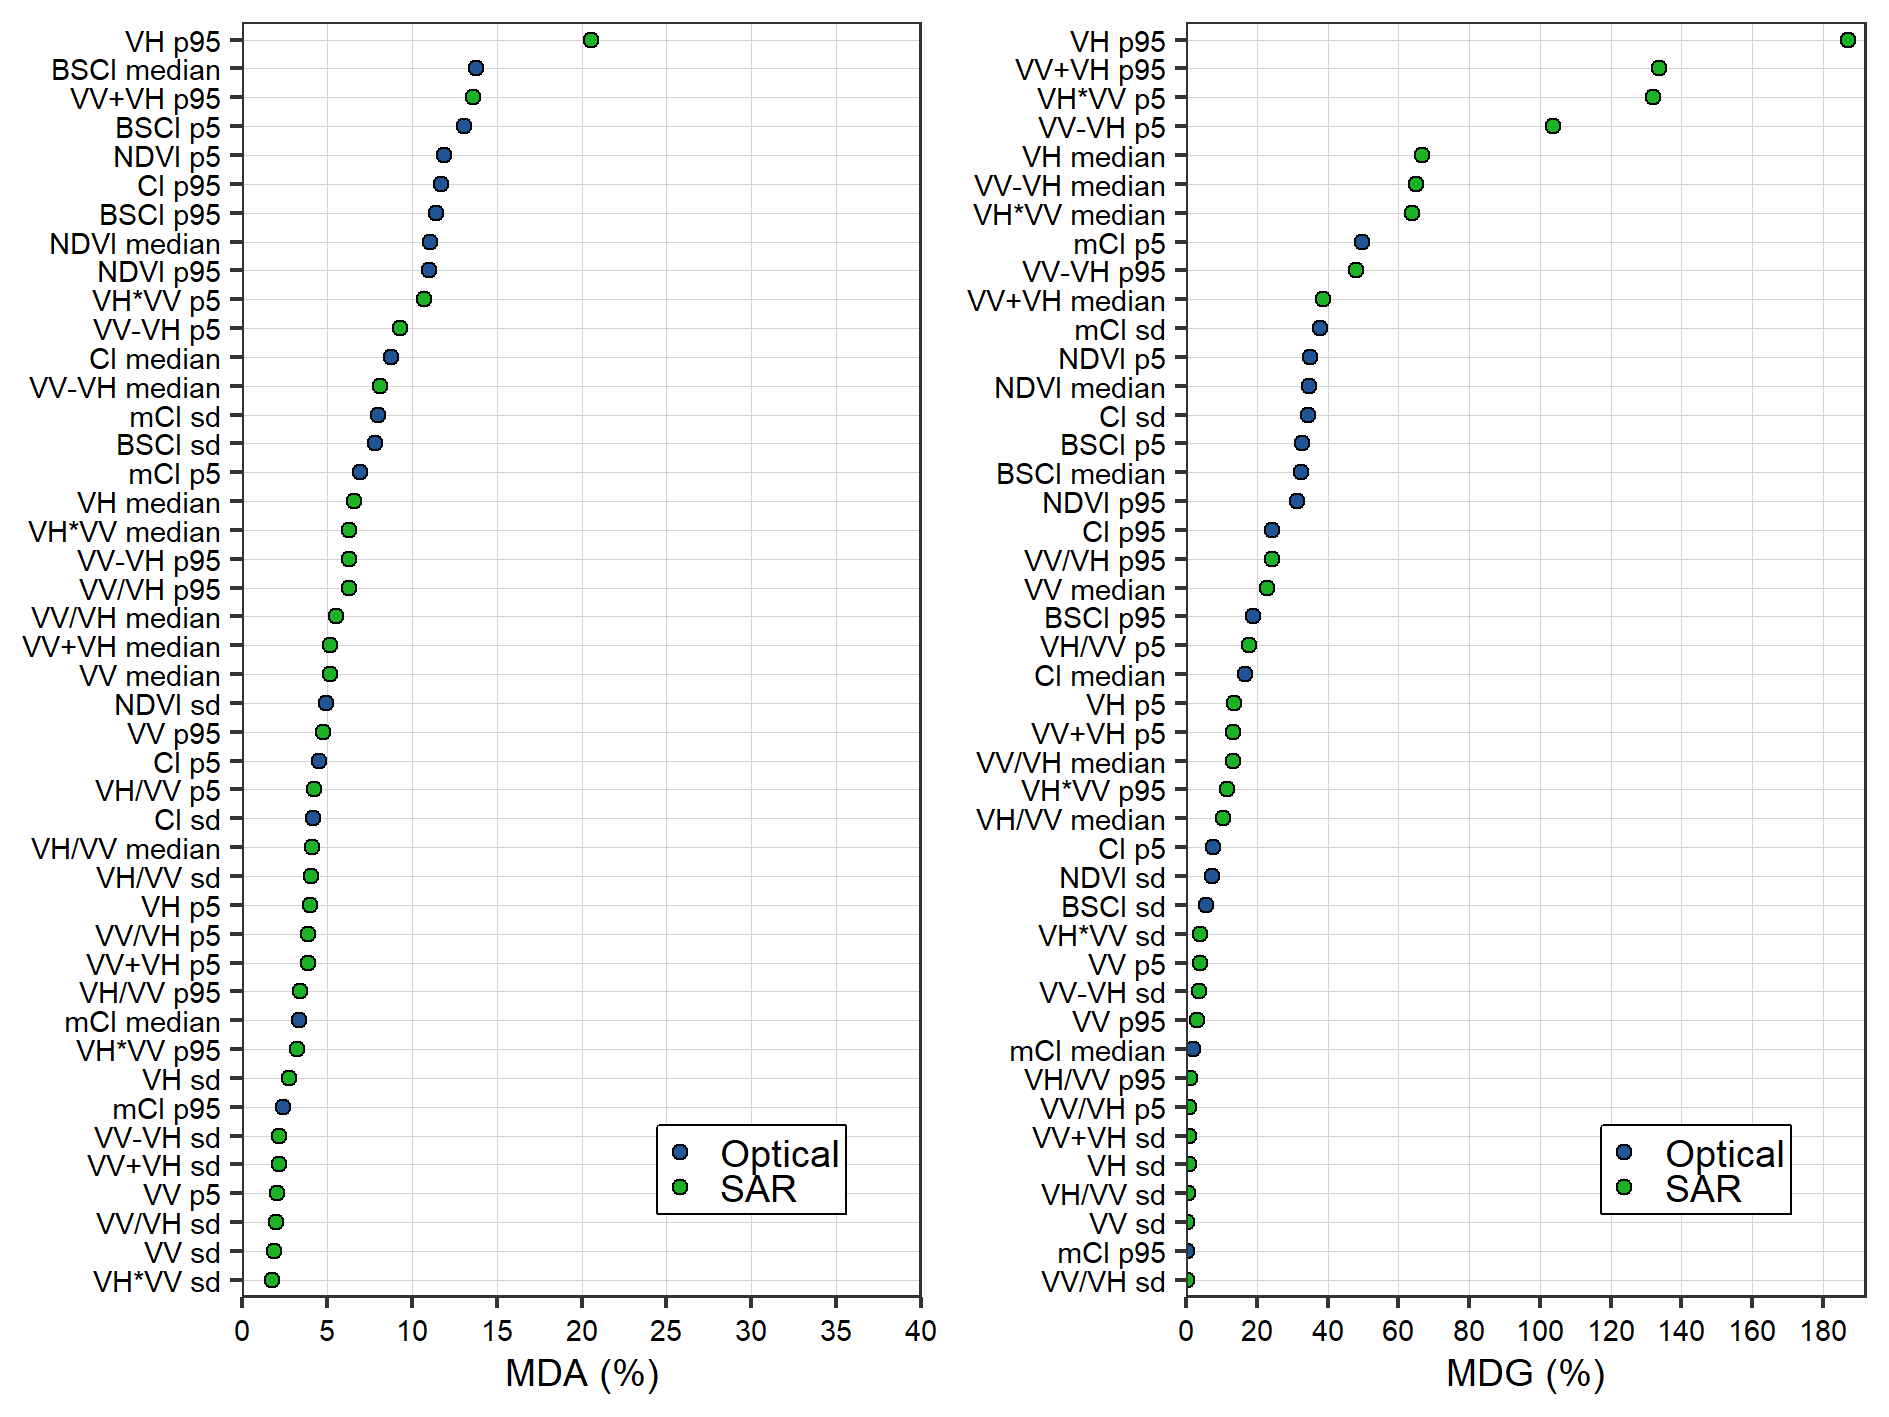 VH p95
BSCI median
VV+VH p95
BSCI p5
NDVI p5
CI p95
BSCI p95
NDVI median
NDVI p95
VH*VV p5
VV-VH p5
CI median
VV-VH median
mCI sd
BSCI sd
mCI p5
VH median
VH*VV median
VV-VH p95
VV/VH p95
VV/VH median
VV+VH median
VV median
NDVI sd
VV p95
CI p5
VH/VV p5
CI sd
VH/VV median
VH/VV sd
VH p5
VV/VH p5
VV+VH p5
VH/VV p95
mCI median
VH*VV p95
VH sd
mCI p95
VV-VH sd
VV+VH sd
VV p5
VV/VH sd
VV sd
VH*VV sd
Optical
SAR
0 5 10 15 20 25 30 35 40
MDA (%)
VH p95
VV+VH p95
VH*VV p5
VV-VH p5
VH median
VV-VH median
VH*VV median
mCI p5
VV-VH p95
VV+VH median
mCI sd
NDVI p5
NDVI median
CI sd
BSCI p5
BSCI median
NDVI p95
CI p95
VV/VH p95
VV median
BSCI p95
VH/VV p5
CI median
VH p5
VV+VH p5
VV/VH median
VH*VV p95
VH/VV median
CI p5
NDVI sd
BSCI sd
VH*VV sd
VV p5
VV-VH sd
VV p95
mCI median
VH/VV p95
VV/VH p5
VV+VH sd
VH sd
VH/VV sd
VV sd
mCI p95
VV/VH sd
Optical
SAR
0 20 40 60 80 100 120 140 160 180
MDG (%)